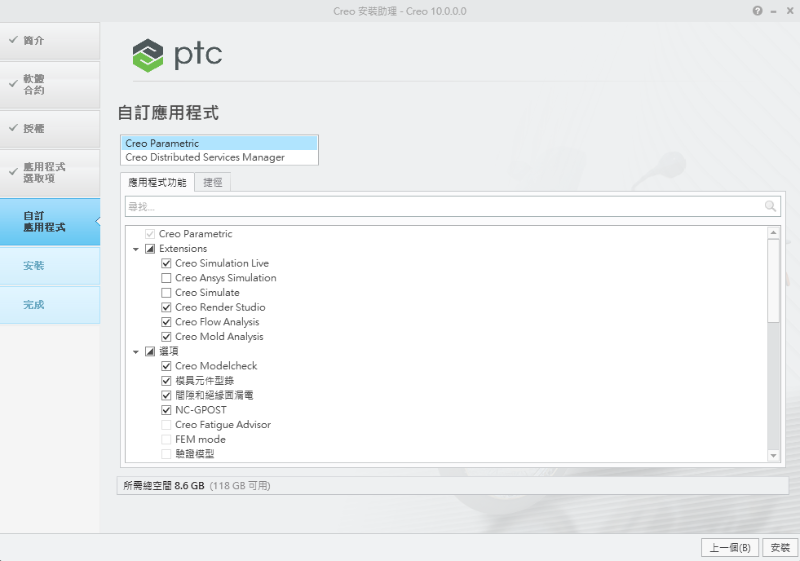 Creo 安裝助理 - Creo 10.0.0.0
簡介
軟體
合約
授權
應用程式
選取項
自訂
應用程式
安裝
完成
ptc
自訂應用程式
Creo Parametric
Creo Distributed Services Manager
應用程式功能
捷徑
尋找...
Creo Parametric
Extensions
Creo Simulation Live
Creo Ansys Simulation
Creo Simulate
Creo Render Studio
Creo Flow Analysis
Creo Mold Analysis
選項
Creo Modelcheck
模具元件型錄
間隙和絕緣面漏電
NC-GPOST
Creo Fatigue Advisor
FEM mode
驗證模型
所需總空間 8.6 GB (118 GB 可用)
上一個(B)
安裝